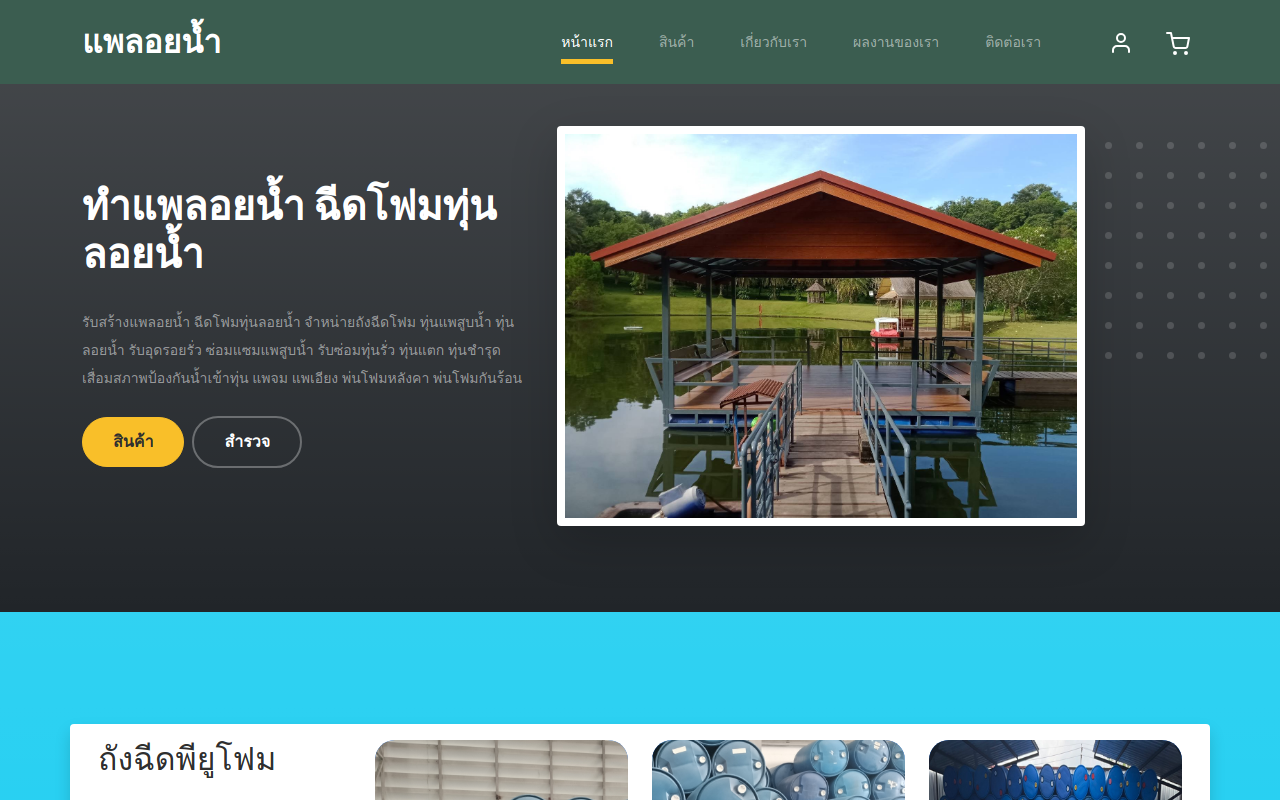 แพลอยน้ำ
หน้าแรก
สินค้า
เกี่ยวกับเรา
ผลงานของเรา
ติดต่อเรา
ทำแพลอยน้ำ ฉีดโฟมทุ่น
ลอยน้ำ
รับสร้างแพลอยน้ำ ฉีดโฟมทุ่นลอยน้ำ จำหน่ายถังฉีดโฟม ทุ่นแพสูบน้ำ ทุ่น
ลอยน้ำ รับอุดรอยรั่ว ซ่อมแซมแพสูบน้ำ รับซ่อมทุ่นรั่ว ทุ่นแตก ทุ่นชำรุด
เสื่อมสภาพป้องกันน้ำเข้าทุ่น แพจม แพเอียง พ่นโฟมหลังคา พ่นโฟมกันร้อน
สินค้า
สำรวจ
ถังฉีดพียูโฟม